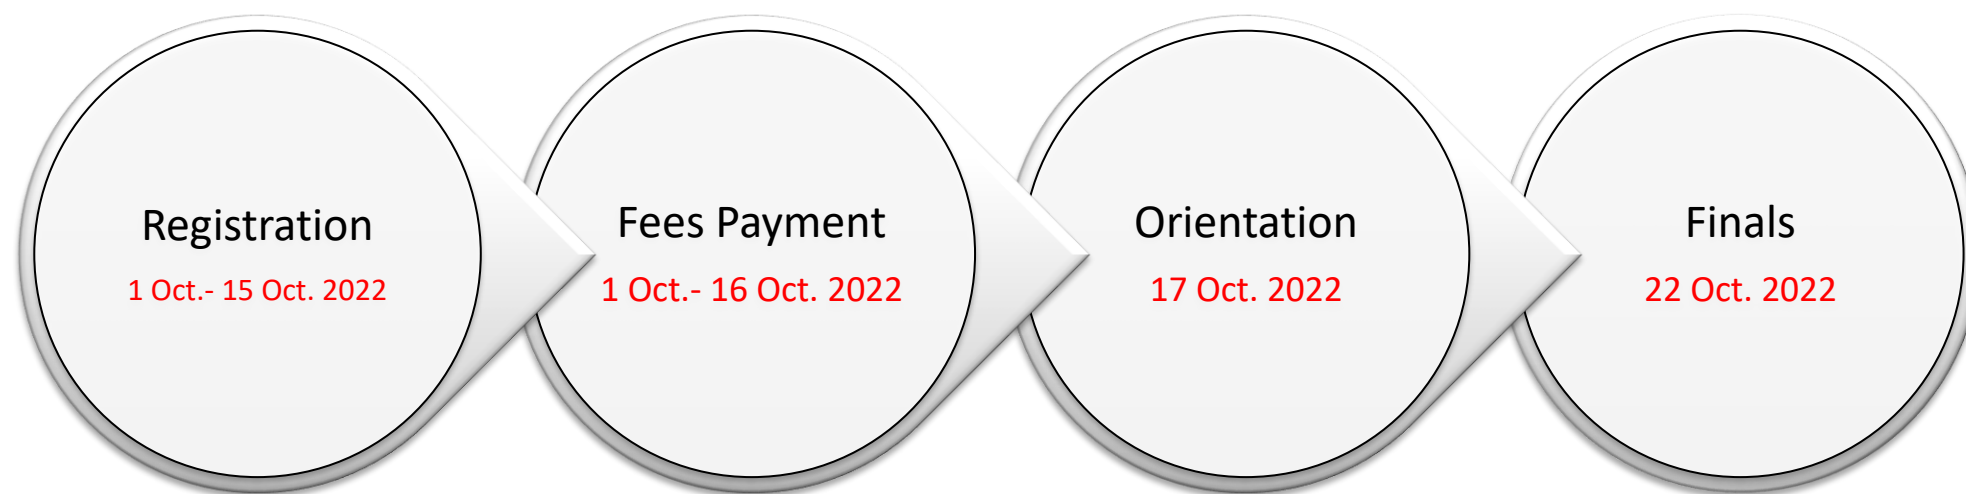 Registration
1 Oct.- 15 Oct. 2022
Fees Payment
1 Oct.- 16 Oct. 2022
Orientation
17 Oct. 2022
Finals
22 Oct. 2022